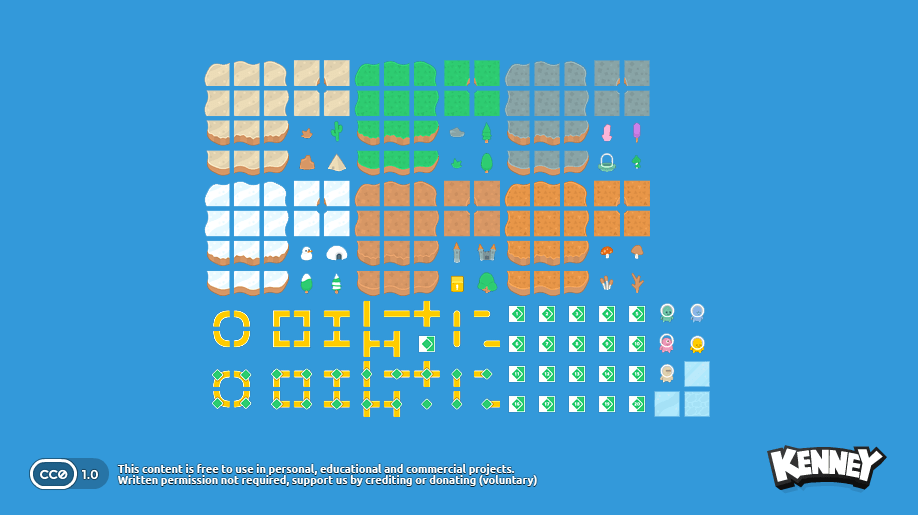 CC0 1.0
This content is free to use in personal, educational and commercial projects.
Written permission not required, support us by crediting or donating (voluntary)
KENNEY